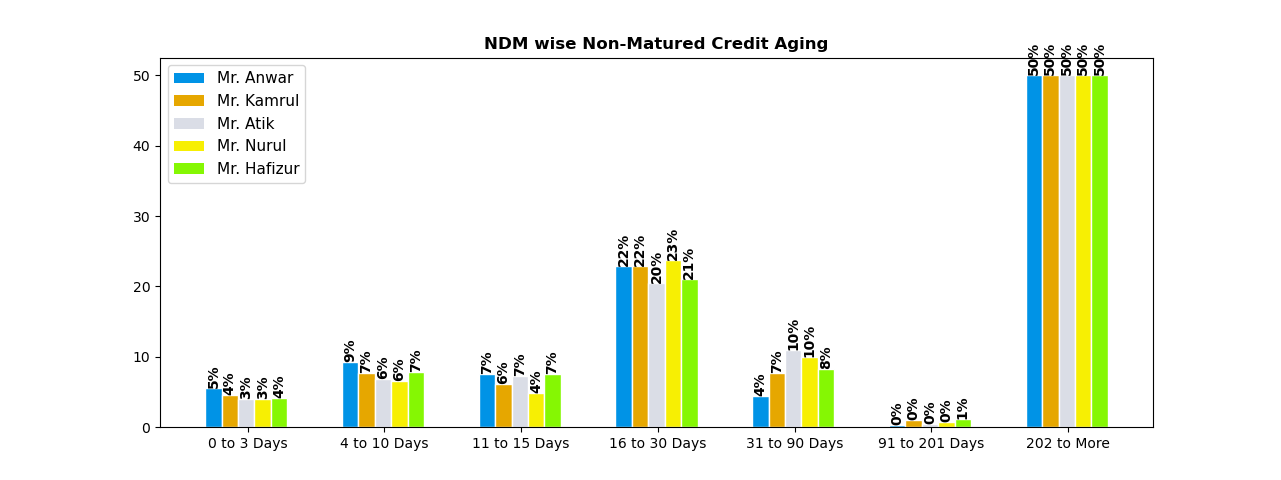 NDM wise Non-Matured Credit Aging
Mr. Anwar
Mr. Kamrul
Mr. Atik
Mr. Nurul
Mr. Hafizur
50
40
30
20
10
0
5% 4% 3% 3% 4%
9% 7% 6% 6% 7%
7% 6% 7% 4% 7%
22% 22% 20% 23% 21%
4% 7% 10% 10% 8%
0% 0% 0% 0% 1%
50% 50% 50% 50% 50%
0 to 3 Days 4 to 10 Days 11 to 15 Days 16 to 30 Days 31 to 90 Days 91 to 201 Days 202 to More